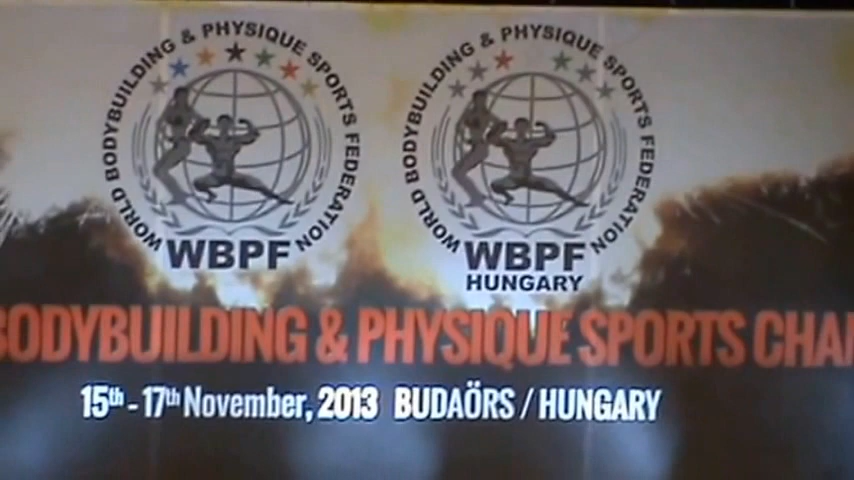 WORLD BODYBUILDING & PHYSIQUE SPORTS FEDERATION
WBPF
WORLD BODYBUILDING & PHYSIQUE SPORTS FEDERATION
WBPF
HUNGARY
BODYBUILDING & PHYSIQUE SPORTS CHA
15th - 17th November, 2013 BUDAÖRS / HUNGARY